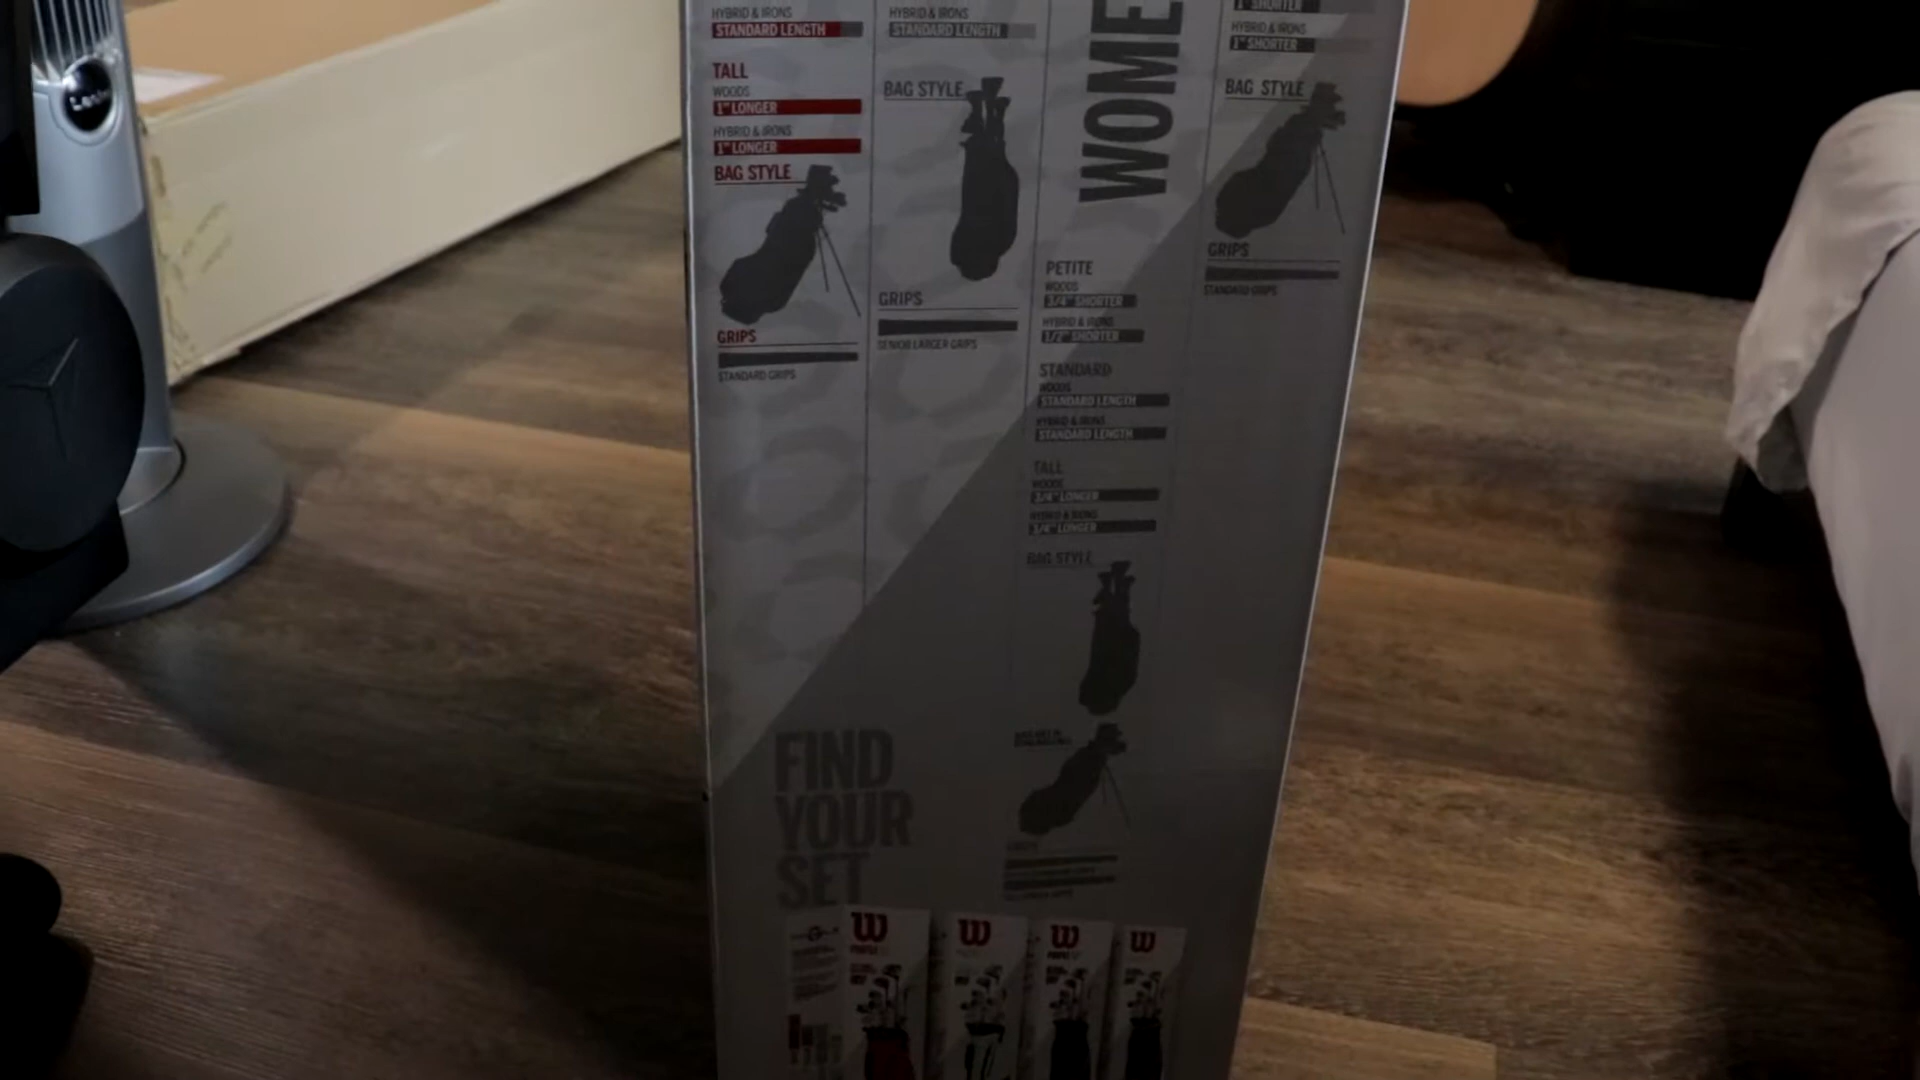 HYBRID & IRONS
STANDARD LENGTH
TALL
WOODS
1" LONGER
HYBRID & IRONS
1" LONGER
BAG STYLE
GRIPS
STANDARD GRIPS
HYBRID & IRONS
STANDARD LENGTH
BAG STYLE
GRIPS
SENIOR LARGER GRIPS
WOME
PETITE
WOODS
3/4" SHORTER
HYBRID & IRONS
1/2" SHORTER
STANDARD
WOODS
STANDARD LENGTH
HYBRID & IRONS
STANDARD LENGTH
TALL
WOODS
3/4" LONGER
HYBRID & IRONS
3/4" LONGER
BAG STYLE
1" SHORTER
HYBRID & IRONS
1" SHORTER
BAG STYLE
GRIPS
STANDARD GRIPS
FIND
YOUR
SET
W
W
W
W